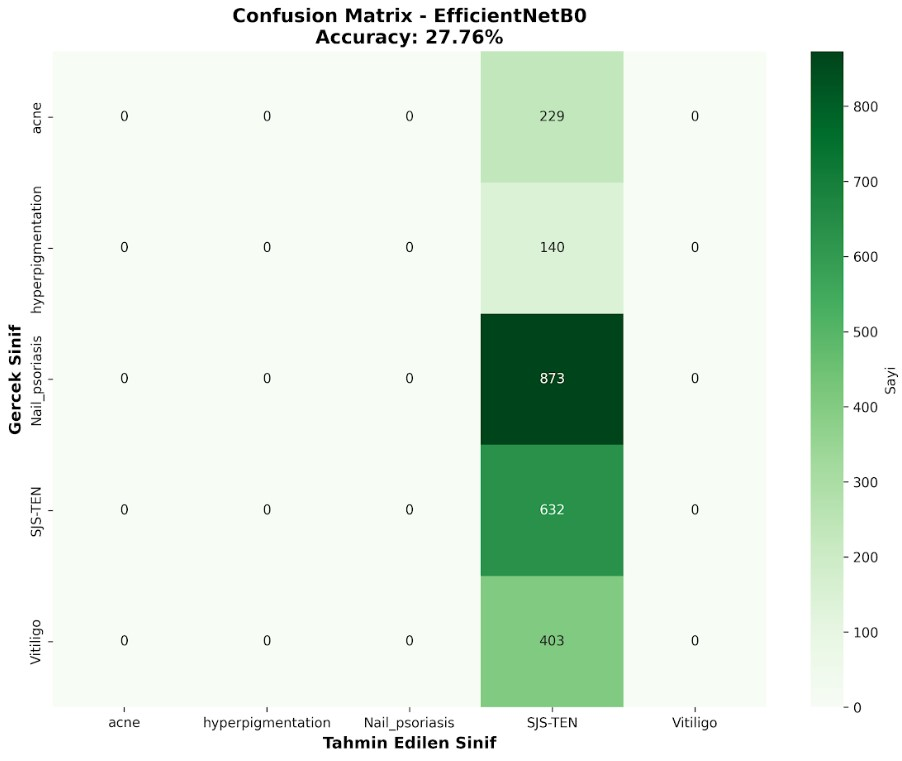 Confusion Matrix - EfficientNetB0
Accuracy: 27.76%
Gercek Sinif
acne
0 0 0 229 0
hyperpigmentation
0 0 0 140 0
Nail_psoriasis
0 0 0 873 0
SJS-TEN
0 0 0 632 0
Vitiligo
0 0 0 403 0
acne hyperpigmentation Nail_psoriasis SJS-TEN Vitiligo
Tahmin Edilen Sinif
800
700
600
500
400
300
200
100
0
Sayi